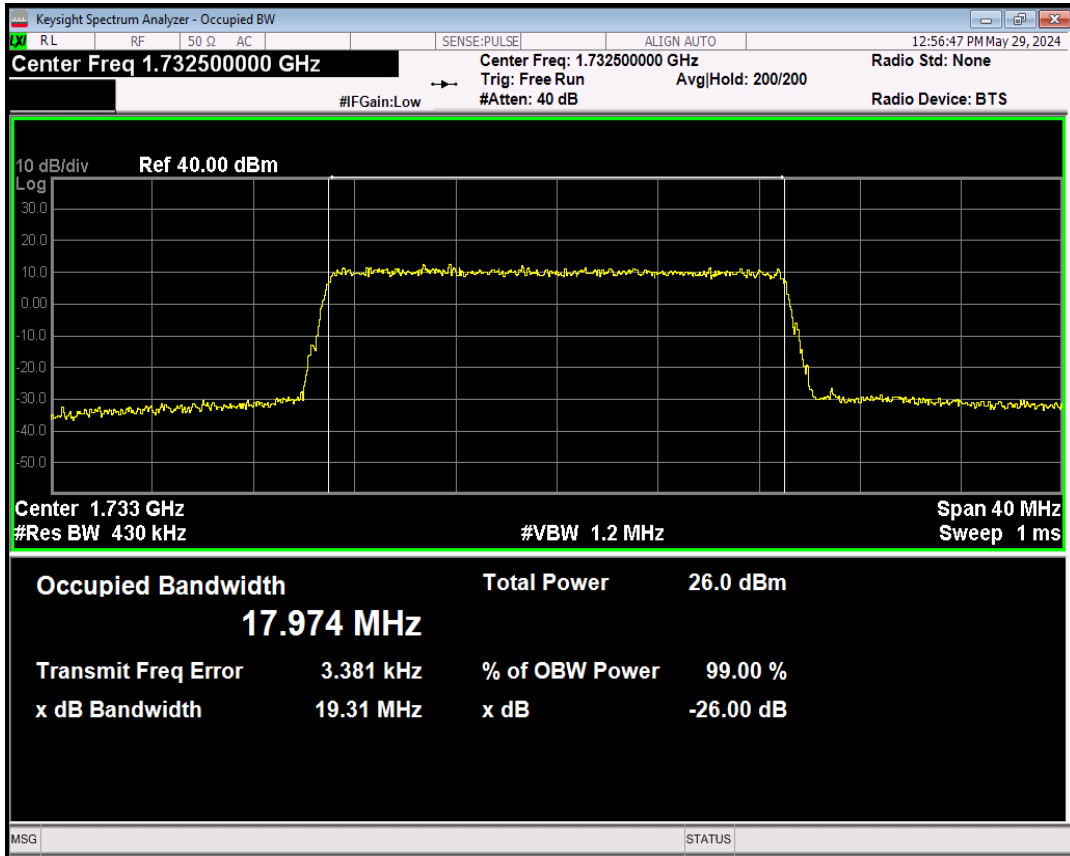 Keysight Spectrum Analyzer - Occupied BW
LXI RL RF 50 Ω AC SENSE:PULSE ALIGN AUTO 12:56:47 PM May 29, 2024
Center Freq 1.732500000 GHz Center Freq: 1.732500000 GHz Radio Std: None
Trig: Free Run Avg|Hold: 200/200
#IFGain:Low #Atten: 40 dB Radio Device: BTS
10 dB/div Ref 40.00 dBm
Log
30.0
20.0
10.0
0.00
-10.0
-20.0
-30.0
-40.0
-50.0
Center 1.733 GHz Span 40 MHz
#Res BW 430 kHz #VBW 1.2 MHz Sweep 1 ms
Occupied Bandwidth Total Power 26.0 dBm
17.974 MHz
Transmit Freq Error 3.381 kHz % of OBW Power 99.00 %
x dB Bandwidth 19.31 MHz x dB -26.00 dB
MSG STATUS